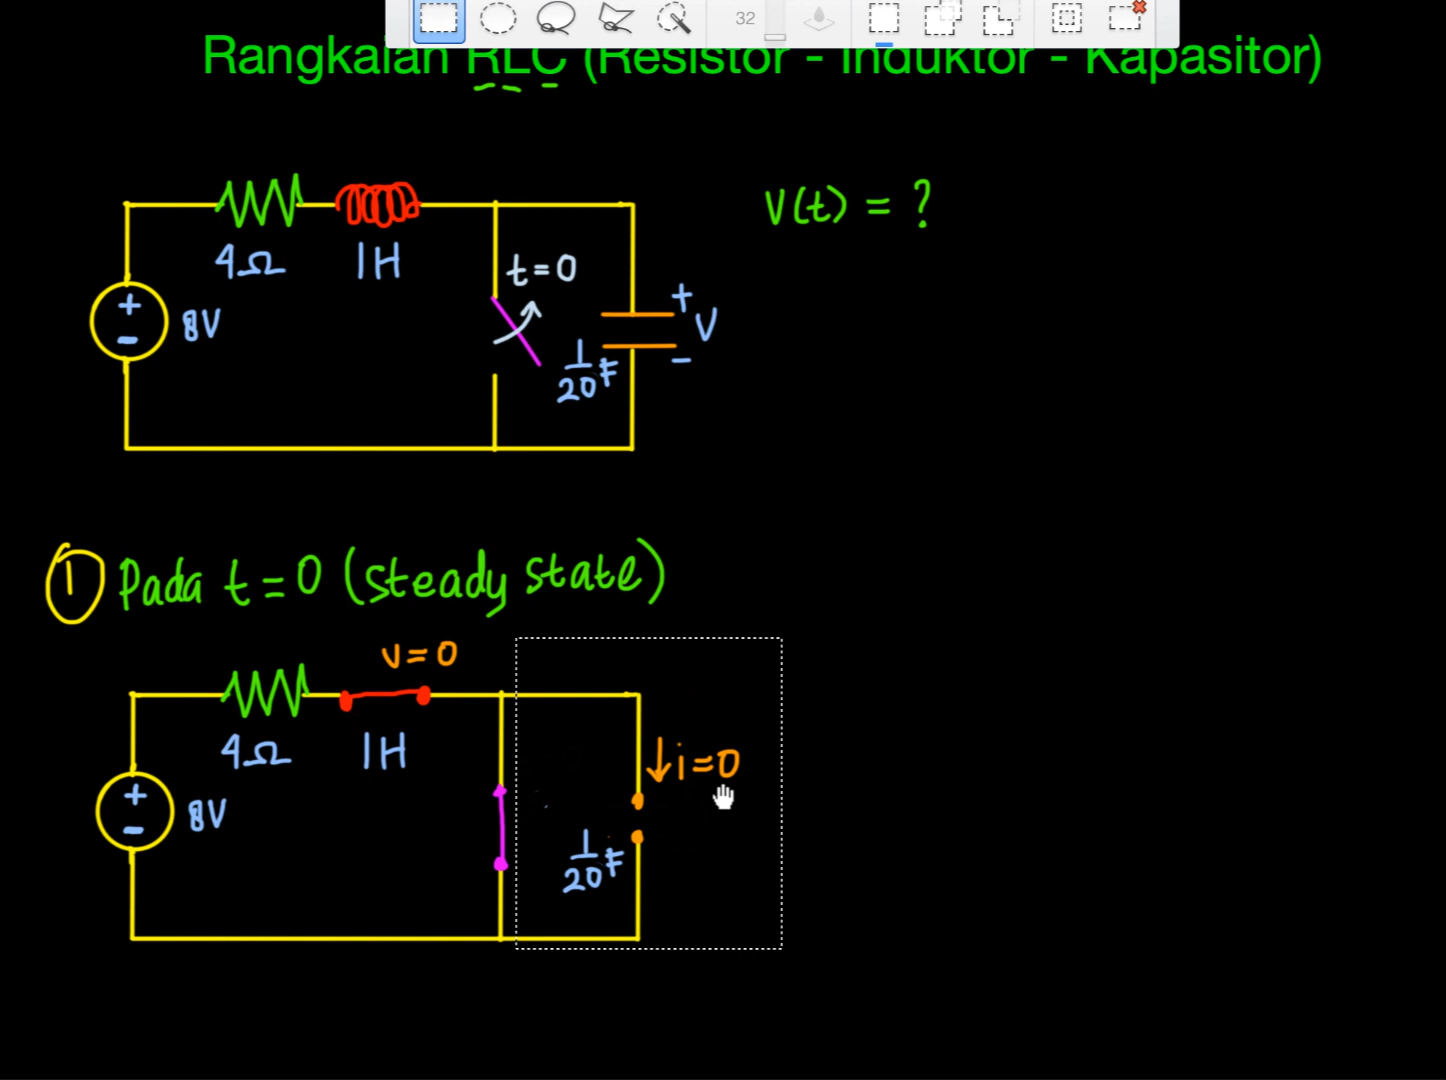 32
Rangkaian RLC (Resistor - Induktor - Kapasitor)
V(t) = ?
4Ω 1H
t=0
+
-
8V
+
V
-
1/20 F
① Pada t=0 (steady state)
v=0
4Ω 1H
↓i=0
+
-
8V
1/20 F